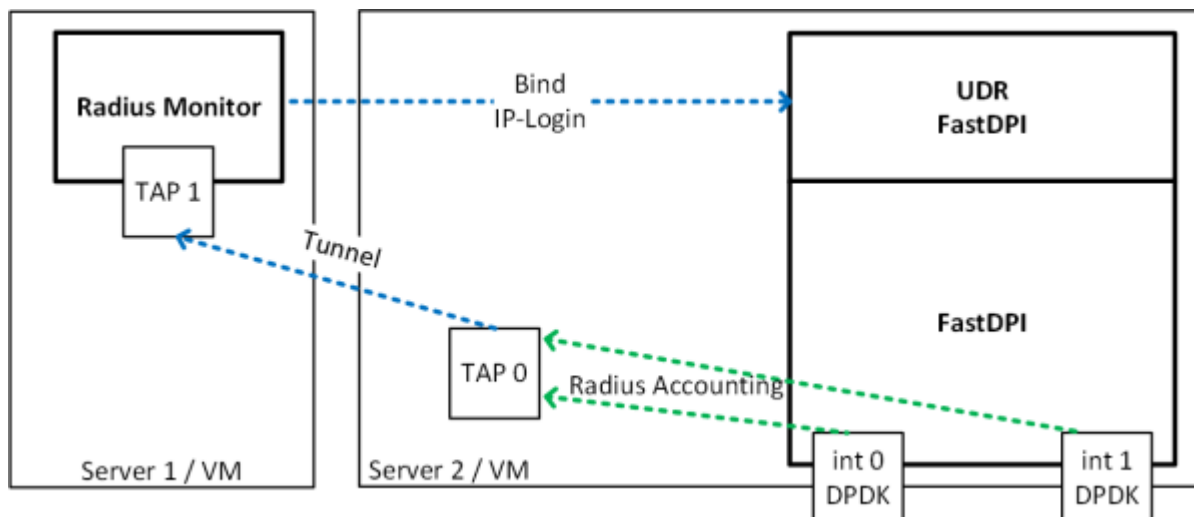 Radius Monitor
TAP 1
Server 1 / VM
Bind
IP-Login
Tunnel
UDR
FastDPI
FastDPI
TAP 0
Radius Accounting
int 0
DPDK
int 1
DPDK
Server 2 / VM